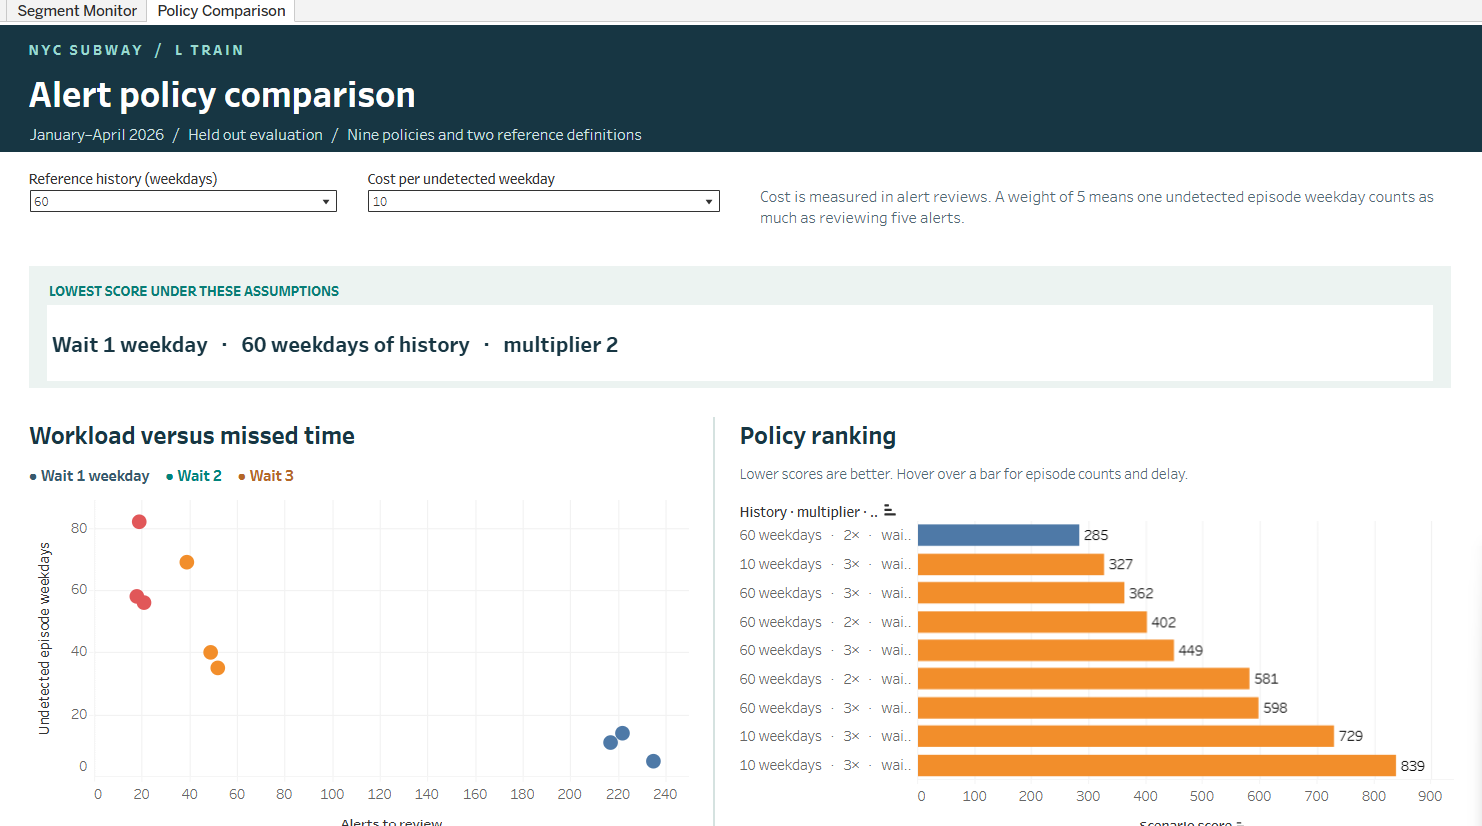 Segment Monitor
Policy Comparison
NYC SUBWAY / L TRAIN
Alert policy comparison
January–April 2026 / Held out evaluation / Nine policies and two reference definitions
Reference history (weekdays)
60
Cost per undetected weekday
10
Cost is measured in alert reviews. A weight of 5 means one undetected episode weekday counts as
much as reviewing five alerts.
LOWEST SCORE UNDER THESE ASSUMPTIONS
Wait 1 weekday · 60 weekdays of history · multiplier 2
Workload versus missed time
● Wait 1 weekday ● Wait 2 ● Wait 3
Undetected episode weekdays
80
60
40
20
0
0 20 40 60 80 100 120 140 160 180 200 220 240
Alerts to review
Policy ranking
Lower scores are better. Hover over a bar for episode counts and delay.
History · multiplier · ..
60 weekdays · 2× · wai.. 285
10 weekdays · 3× · wai.. 327
60 weekdays · 3× · wai.. 362
60 weekdays · 2× · wai.. 402
60 weekdays · 3× · wai.. 449
60 weekdays · 2× · wai.. 581
60 weekdays · 3× · wai.. 598
10 weekdays · 3× · wai.. 729
10 weekdays · 3× · wai.. 839
0 100 200 300 400 500 600 700 800 900
Scenario score